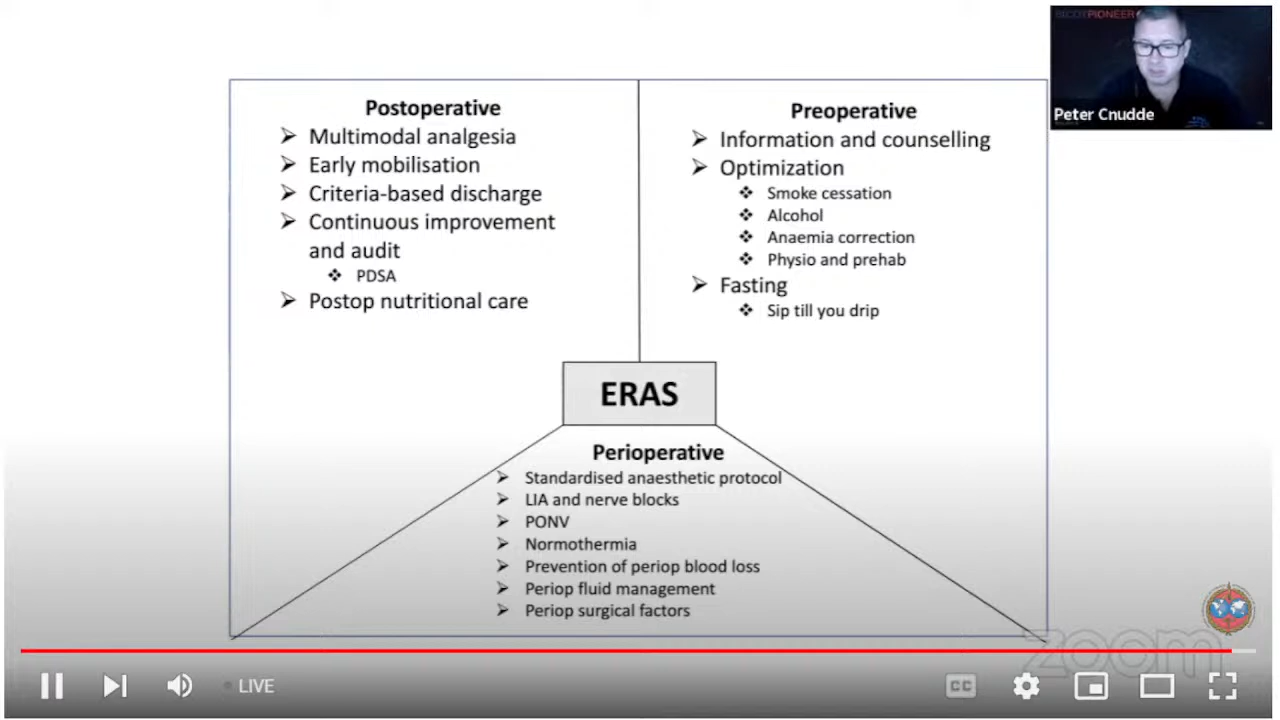 Postoperative
Multimodal analgesia
Early mobilisation
Criteria-based discharge
Continuous improvement
and audit
PDSA
Postop nutritional care
Preoperative
Information and counselling
Optimization
Smoke cessation
Alcohol
Anaemia correction
Physio and prehab
Fasting
Sip till you drip
ERAS
Perioperative
Standardised anaesthetic protocol
LIA and nerve blocks
PONV
Normothermia
Prevention of periop blood loss
Periop fluid management
Periop surgical factors
PIONEER
Peter Cnudde
zoom
LIVE
CC